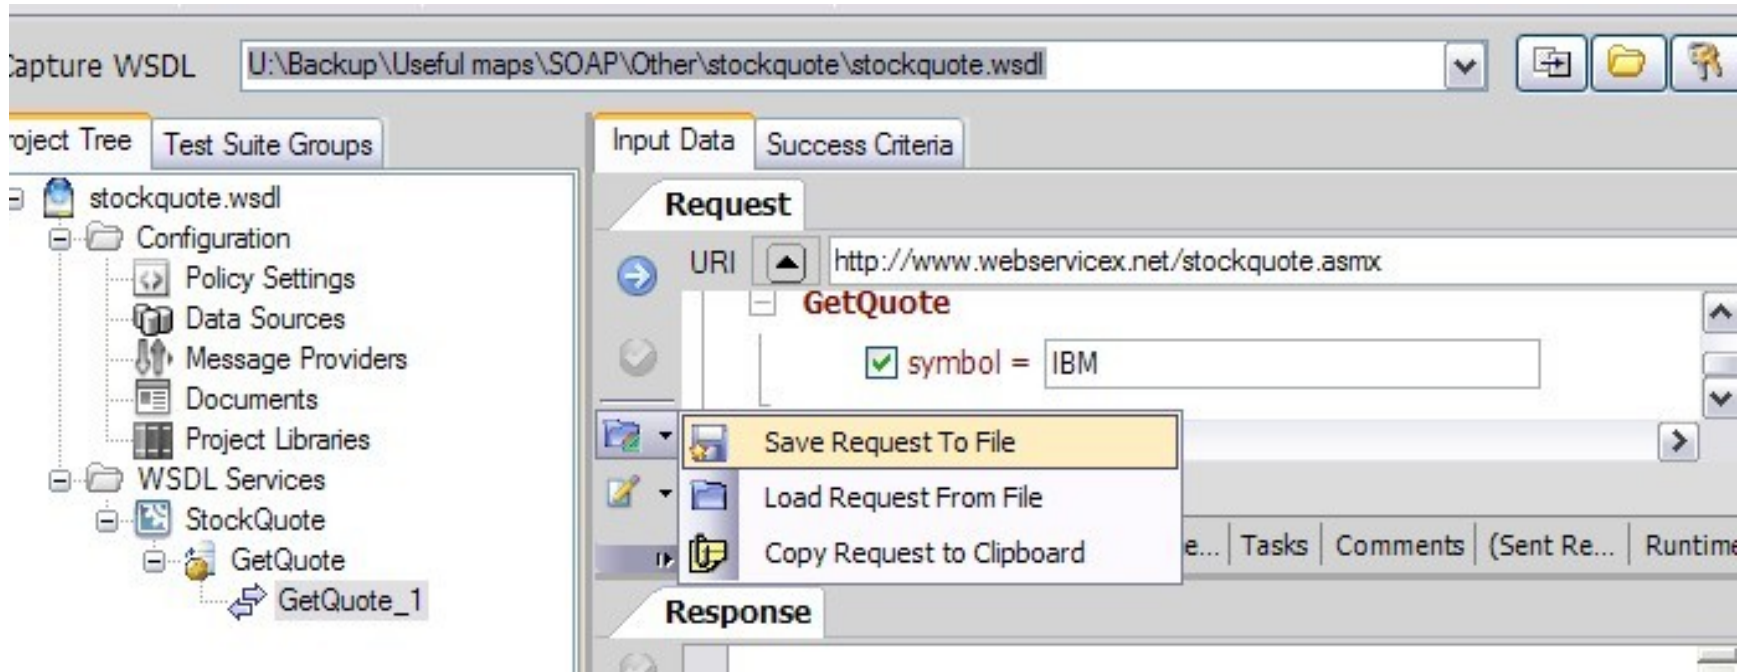 Capture WSDL U:\Backup\Useful maps\SOAP\Other\stockquote\stockquote.wsdl
roject Tree Test Suite Groups
Input Data Success Criteria
stockquote.wsdl
Configuration
Policy Settings
Data Sources
Message Providers
Documents
Project Libraries
WSDL Services
StockQuote
GetQuote
GetQuote_1
Request
URI http://www.webservicex.net/stockquote.asmx
GetQuote
symbol = IBM
Save Request To File
Load Request From File
Copy Request to Clipboard
e... Tasks Comments (Sent Re... Runtime
Response